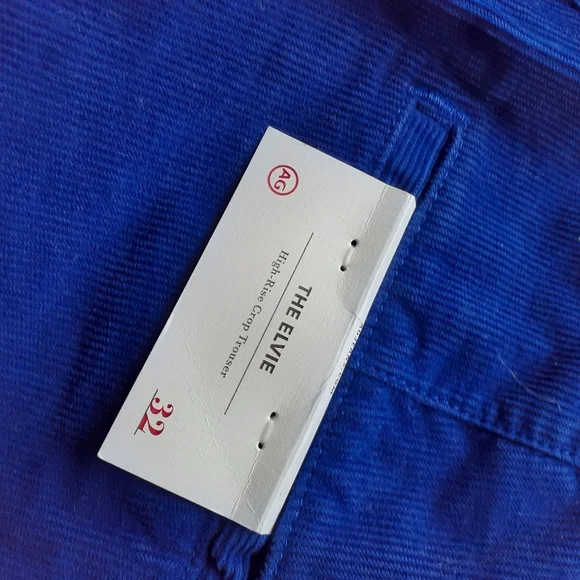 AG
THE ELVIE
High-Rise Crop Trouser
32